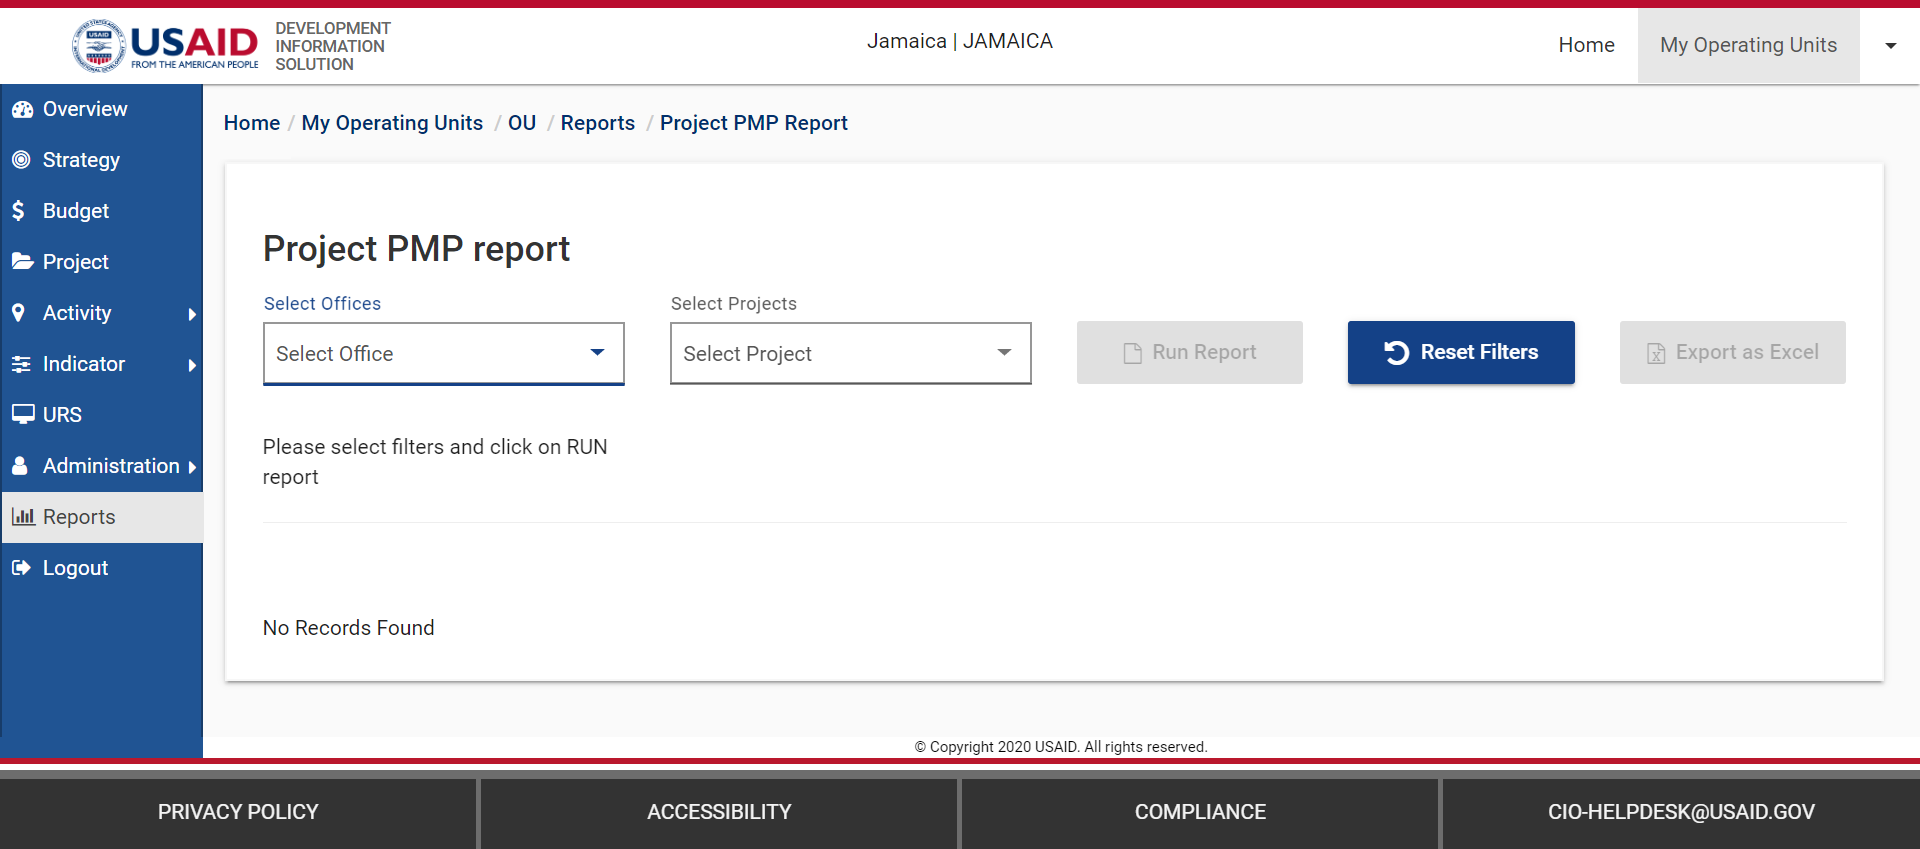 USAID
FROM THE AMERICAN PEOPLE
DEVELOPMENT
INFORMATION
SOLUTION
Jamaica | JAMAICA
Home
My Operating Units
Overview
Strategy
Budget
Project
Activity
Indicator
URS
Administration
Reports
Logout
Home / My Operating Units / OU / Reports / Project PMP Report
Project PMP report
Select Offices
Select Office
Select Projects
Select Project
Run Report
Reset Filters
Export as Excel
Please select filters and click on RUN
report
No Records Found
© Copyright 2020 USAID. All rights reserved.
PRIVACY POLICY
ACCESSIBILITY
COMPLIANCE
CIO-HELPDESK@USAID.GOV